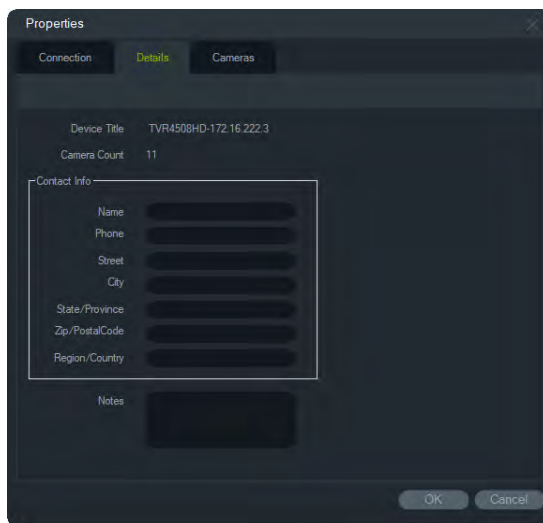 Properties
Connection Details Cameras
Device Title TVR4508HD-172.16.222.3
Camera Count 11
Contact Info
Name
Phone
Street
City
State/Province
Zip/PostalCode
Region/Country
Notes
OK Cancel